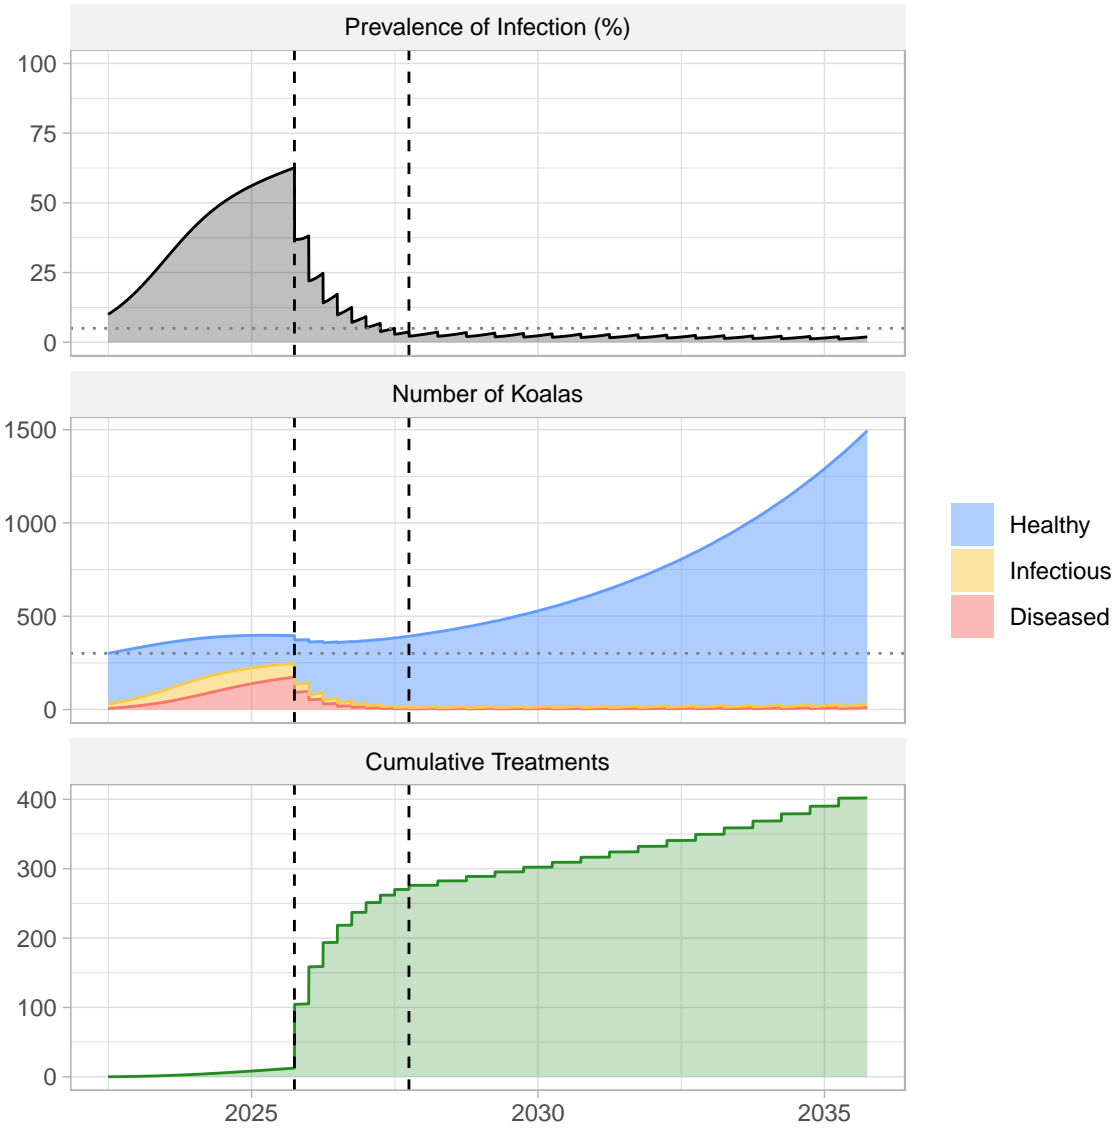 Prevalence of Infection (%)
100
75
50
25
0
Number of Koalas
1500
1000
500
0
Healthy
Infectious
Diseased
Cumulative Treatments
400
300
200
100
0
2025 2030 2035